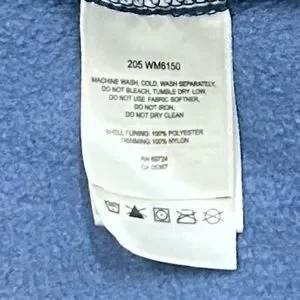 205 WM6150
MACHINE WASH, COLD, WASH SEPARATELY,
DO NOT BLEACH, TUMBLE DRY, LOW,
DO NOT USE FABRIC SOFTNER,
DO NOT IRON,
DO NOT DRY CLEAN
SHELL / LINING: 100% POLYESTER
TRIMMING: 100% NYLON
RN 69724
CA 05367